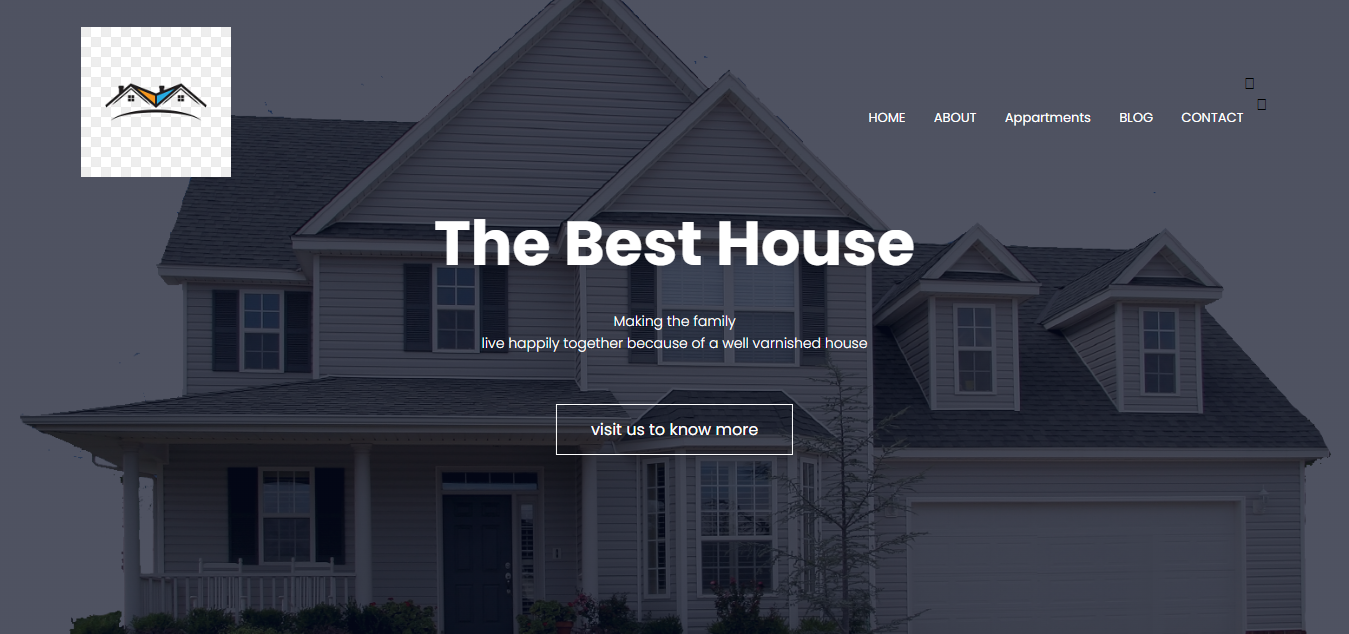 HOME ABOUT Appartments BLOG CONTACT
The Best House
Making the family
live happily together because of a well varnished house
visit us to know more